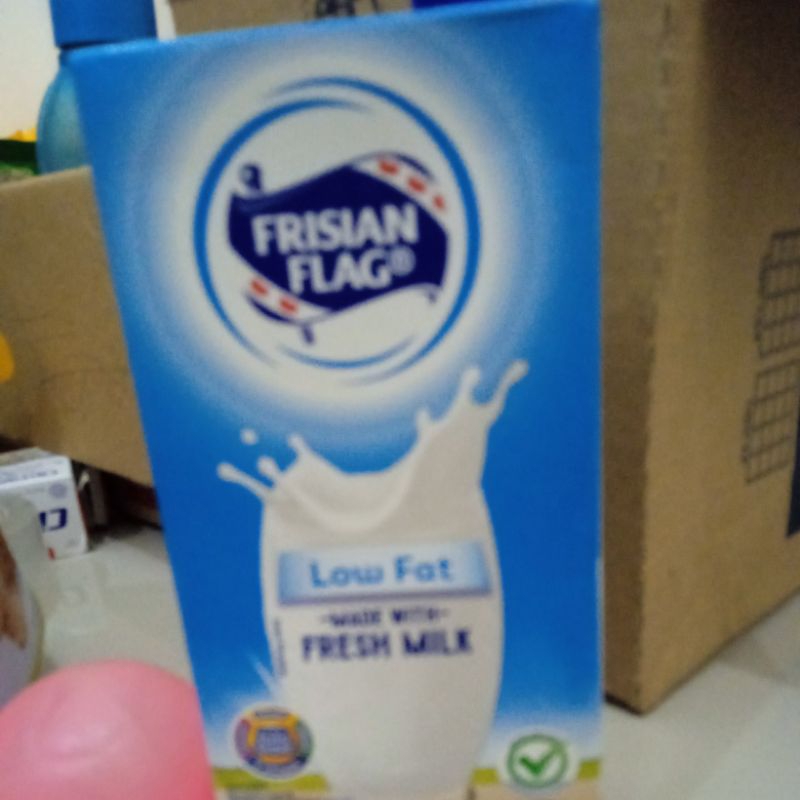 FRISIAN
FLAG®
Low Fat
MADE WITH
FRESH MILK